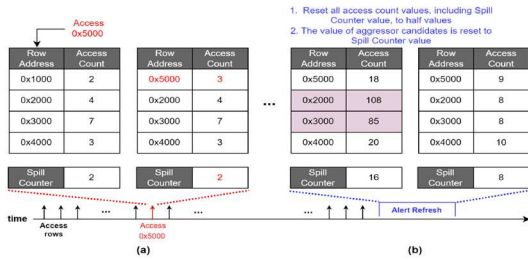 Access
0x5000
1. Reset all access count values, including Spill
Counter value, to half values
2. The value of aggressor candidates is reset to
Spill Counter value
Row Address Access Count
0x1000 2
0x2000 4
0x3000 7
0x4000 3
Spill Counter 2
Row Address Access Count
0x5000 3
0x2000 4
0x3000 7
0x4000 3
Spill Counter 2
...
Row Address Access Count
0x5000 18
0x2000 108
0x3000 85
0x4000 20
Spill Counter 16
Row Address Access Count
0x5000 9
0x2000 8
0x3000 8
0x4000 10
Spill Counter 8
time
... ... ...
Alert Refresh
Access
rows
Access
0x5000
(a) (b)